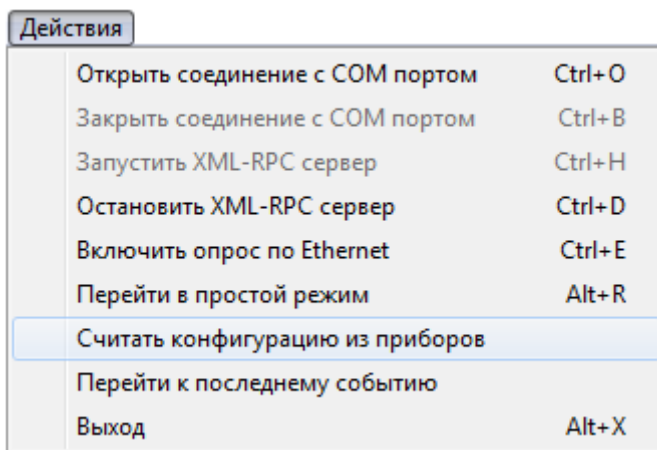 Действия
Открыть соединение с COM портом Ctrl+O
Закрыть соединение с COM портом Ctrl+B
Запустить XML-RPC сервер Ctrl+H
Остановить XML-RPC сервер Ctrl+D
Включить опрос по Ethernet Ctrl+E
Перейти в простой режим Alt+R
Считать конфигурацию из приборов
Перейти к последнему событию
Выход Alt+X